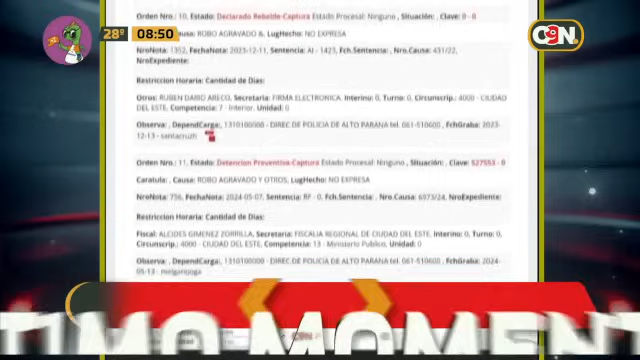 28º 08:50
C9N
Orden Nro.: 10, Estado: Declarado Rebelde-Captura Estado Procesal: Ninguno , Situación: , Clave: 0 - 0
usa: ROBO AGRAVADO &, LugHecho: NO EXPRESA
NroNota: 1352, FechaNota: 2023-12-11, Sentencia: AI - 1423, Fch.Sentencia: , Nro.Causa: 431/22,
NroExpediente:
Restriccion Horaria: Cantidad de Dias:
Otros: RUBEN DARIO ARECO, Secretaria: FIRMA ELECTRONICA, Interino: 0, Turno: 0, Circunscrip.: 4000 - CIUDAD
DEL ESTE, Competencia: 7 - Interior, Unidad: 0
Observa: , DependCarga:, 1310100000 - DIREC DE POLICIA DE ALTO PARANA tel. 061-510600 , FchGraba: 2023-
12-13 - santacruzh
Orden Nro.: 11, Estado: Detencion Preventiva-Captura Estado Procesal: Ninguno , Situación: , Clave: 527553 - 0
Caratula: , Causa: ROBO AGRAVADO Y OTROS, LugHecho: NO EXPRESA
NroNota: 756, FechaNota: 2024-05-07, Sentencia: RF - 0, Fch.Sentencia: , Nro.Causa: 6973/24, NroExpediente:
Restriccion Horaria: Cantidad de Dias:
Fiscal: ALCIDES GIMENEZ ZORRILLA, Secretaria: FISCALIA REGIONAL DE CIUDAD DEL ESTE, Interino: 0, Turno: 0,
Circunscrip.: 4000 - CIUDAD DEL ESTE, Competencia: 13 - Ministerio Publico, Unidad: 0
Observa: , DependCarga:, 1310100000 - DIREC DE POLICIA DE ALTO PARANA tel. 061-510600 , FchGraba: 2024-
05-13 -
TIMO MOMENT